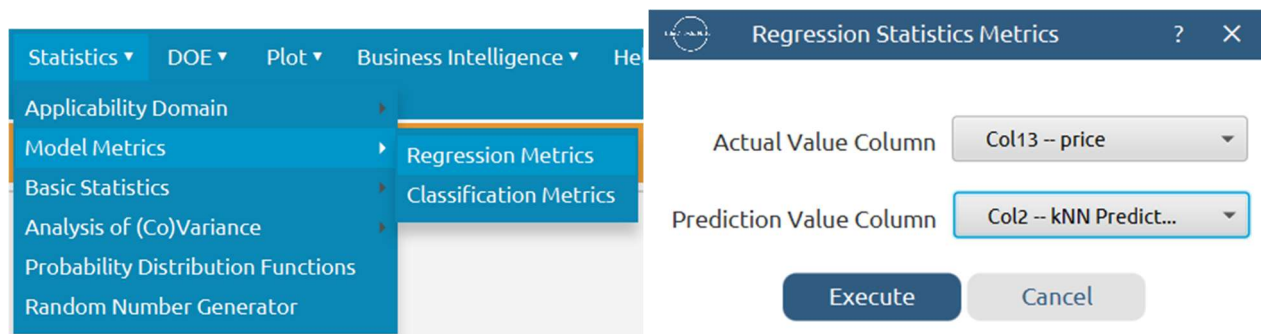 Statistics ▾ DOE ▾ Plot ▾ Business Intelligence ▾ He
Applicability Domain
Model Metrics
Basic Statistics
Analysis of (Co)Variance
Probability Distribution Functions
Random Number Generator
Regression Metrics
Classification Metrics
Regression Statistics Metrics ? ×
Actual Value Column Col13 -- price
Prediction Value Column Col2 -- kNN Predict...
Execute Cancel